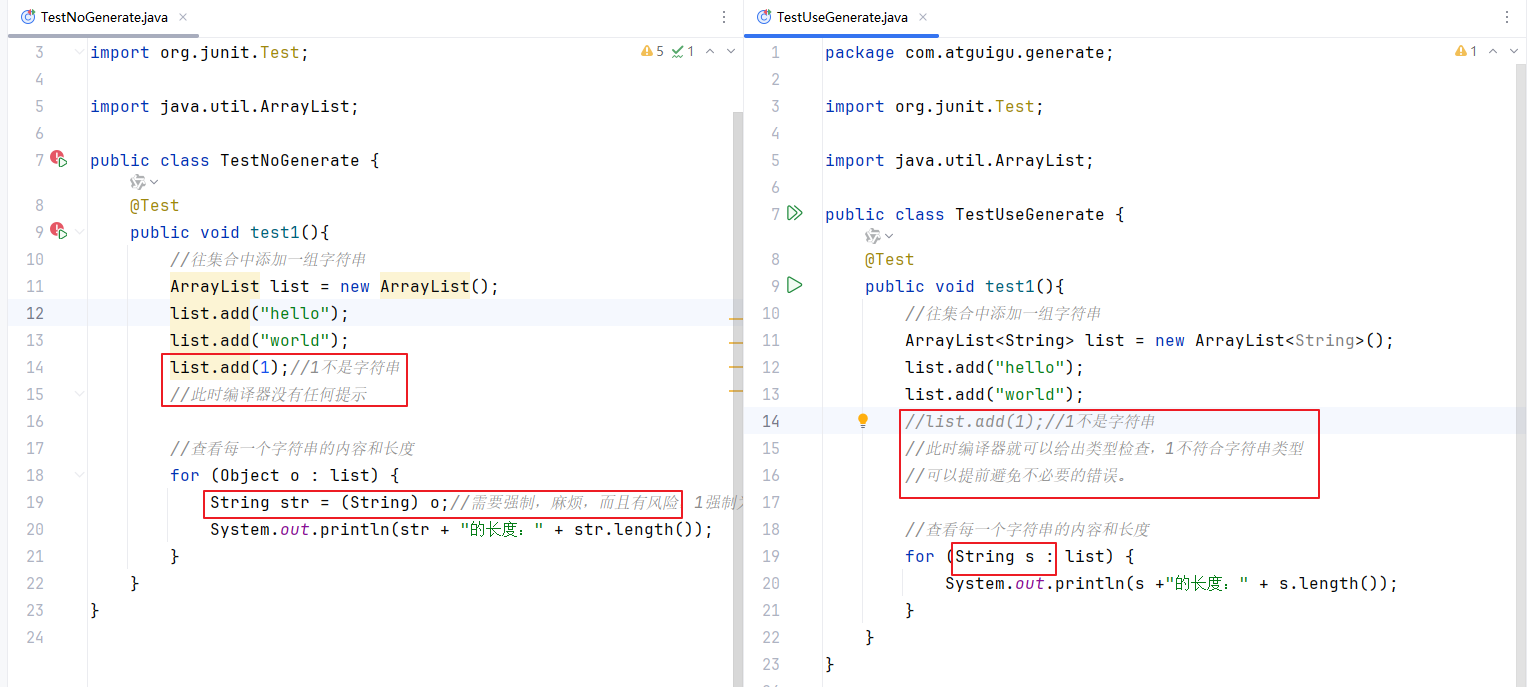 TestNoGenerate.java
5 1
3 import org.junit.Test;
4
5 import java.util.ArrayList;
6
7 public class TestNoGenerate {
8 @Test
9 public void test1(){
10 //往集合中添加一组字符串
11 ArrayList list = new ArrayList();
12 list.add("hello");
13 list.add("world");
14 list.add(1);//1不是字符串
15 //此时编译器没有任何提示
16
17 //查看每一个字符串的内容和长度
18 for (Object o : list) {
19 String str = (String) o;//需要强制，麻烦，而且有风险 1强制
20 System.out.println(str + "的长度：" + str.length());
21 }
22 }
23 }
24
TestUseGenerate.java
1
1 package com.atguigu.generate;
2
3 import org.junit.Test;
4
5 import java.util.ArrayList;
6
7 public class TestUseGenerate {
8 @Test
9 public void test1(){
10 //往集合中添加一组字符串
11 ArrayList<String> list = new ArrayList<String>();
12 list.add("hello");
13 list.add("world");
14 //list.add(1);//1不是字符串
15 //此时编译器就可以给出类型检查，1不符合字符串类型
16 //可以提前避免不必要的错误。
17
18 //查看每一个字符串的内容和长度
19 for (String s : list) {
20 System.out.println(s +"的长度：" + s.length());
21 }
22 }
23 }